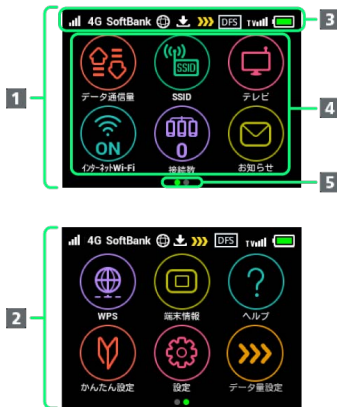 4G SoftBank DFS TV
3
1
SSID
データ通信量 SSID テレビ
4
ON 0
インターネットWi-Fi 接続数 お知らせ
5
4G SoftBank DFS TV
2
WPS 端末情報 ヘルプ
かんたん設定 設定 データ量設定